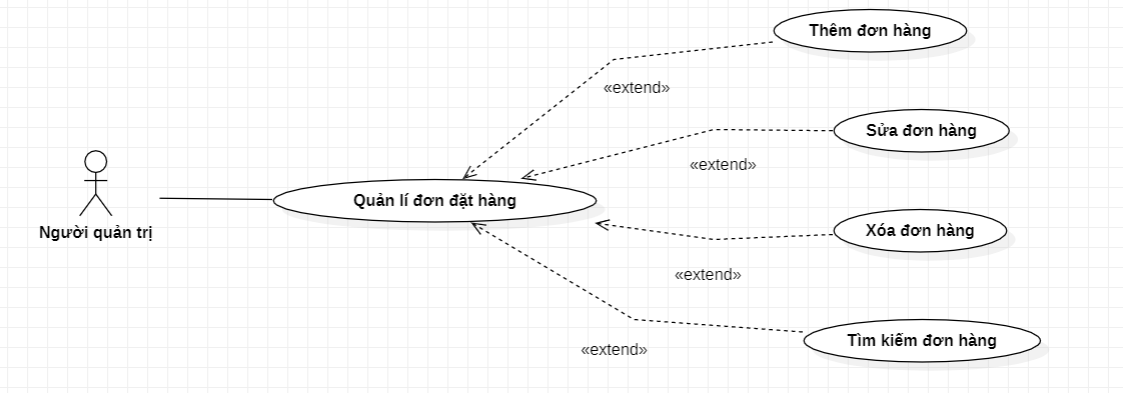 Thêm đơn hàng
«extend»
Sửa đơn hàng
«extend»
Quản lí đơn đặt hàng
Người quản trị
Xóa đơn hàng
«extend»
Tìm kiếm đơn hàng
«extend»